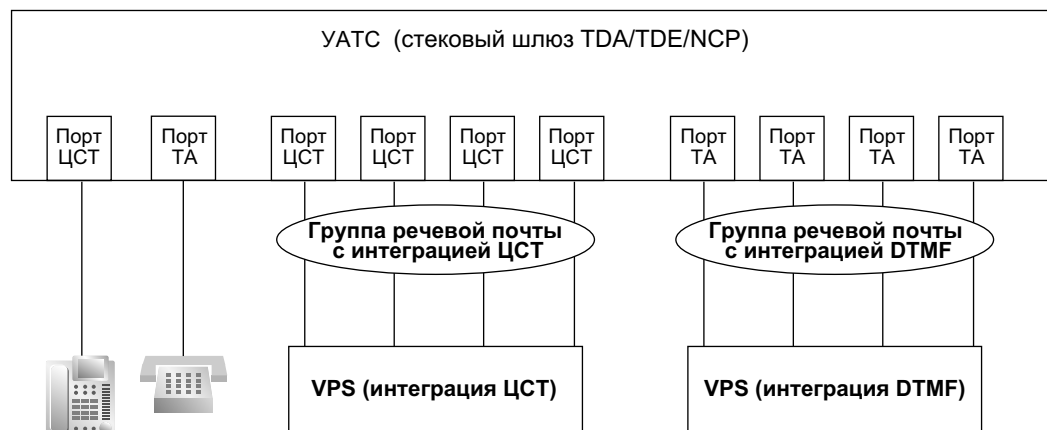 УАТС (стековый шлюз TDA/TDE/NCP)
Порт
ЦСТ
Порт
ТА
Порт
ЦСТ
Порт
ЦСТ
Порт
ЦСТ
Порт
ЦСТ
Порт
ТА
Порт
ТА
Порт
ТА
Порт
ТА
Группа речевой почты
с интеграцией ЦСТ
Группа речевой почты
с интеграцией DTMF
VPS (интеграция ЦСТ)
VPS (интеграция DTMF)